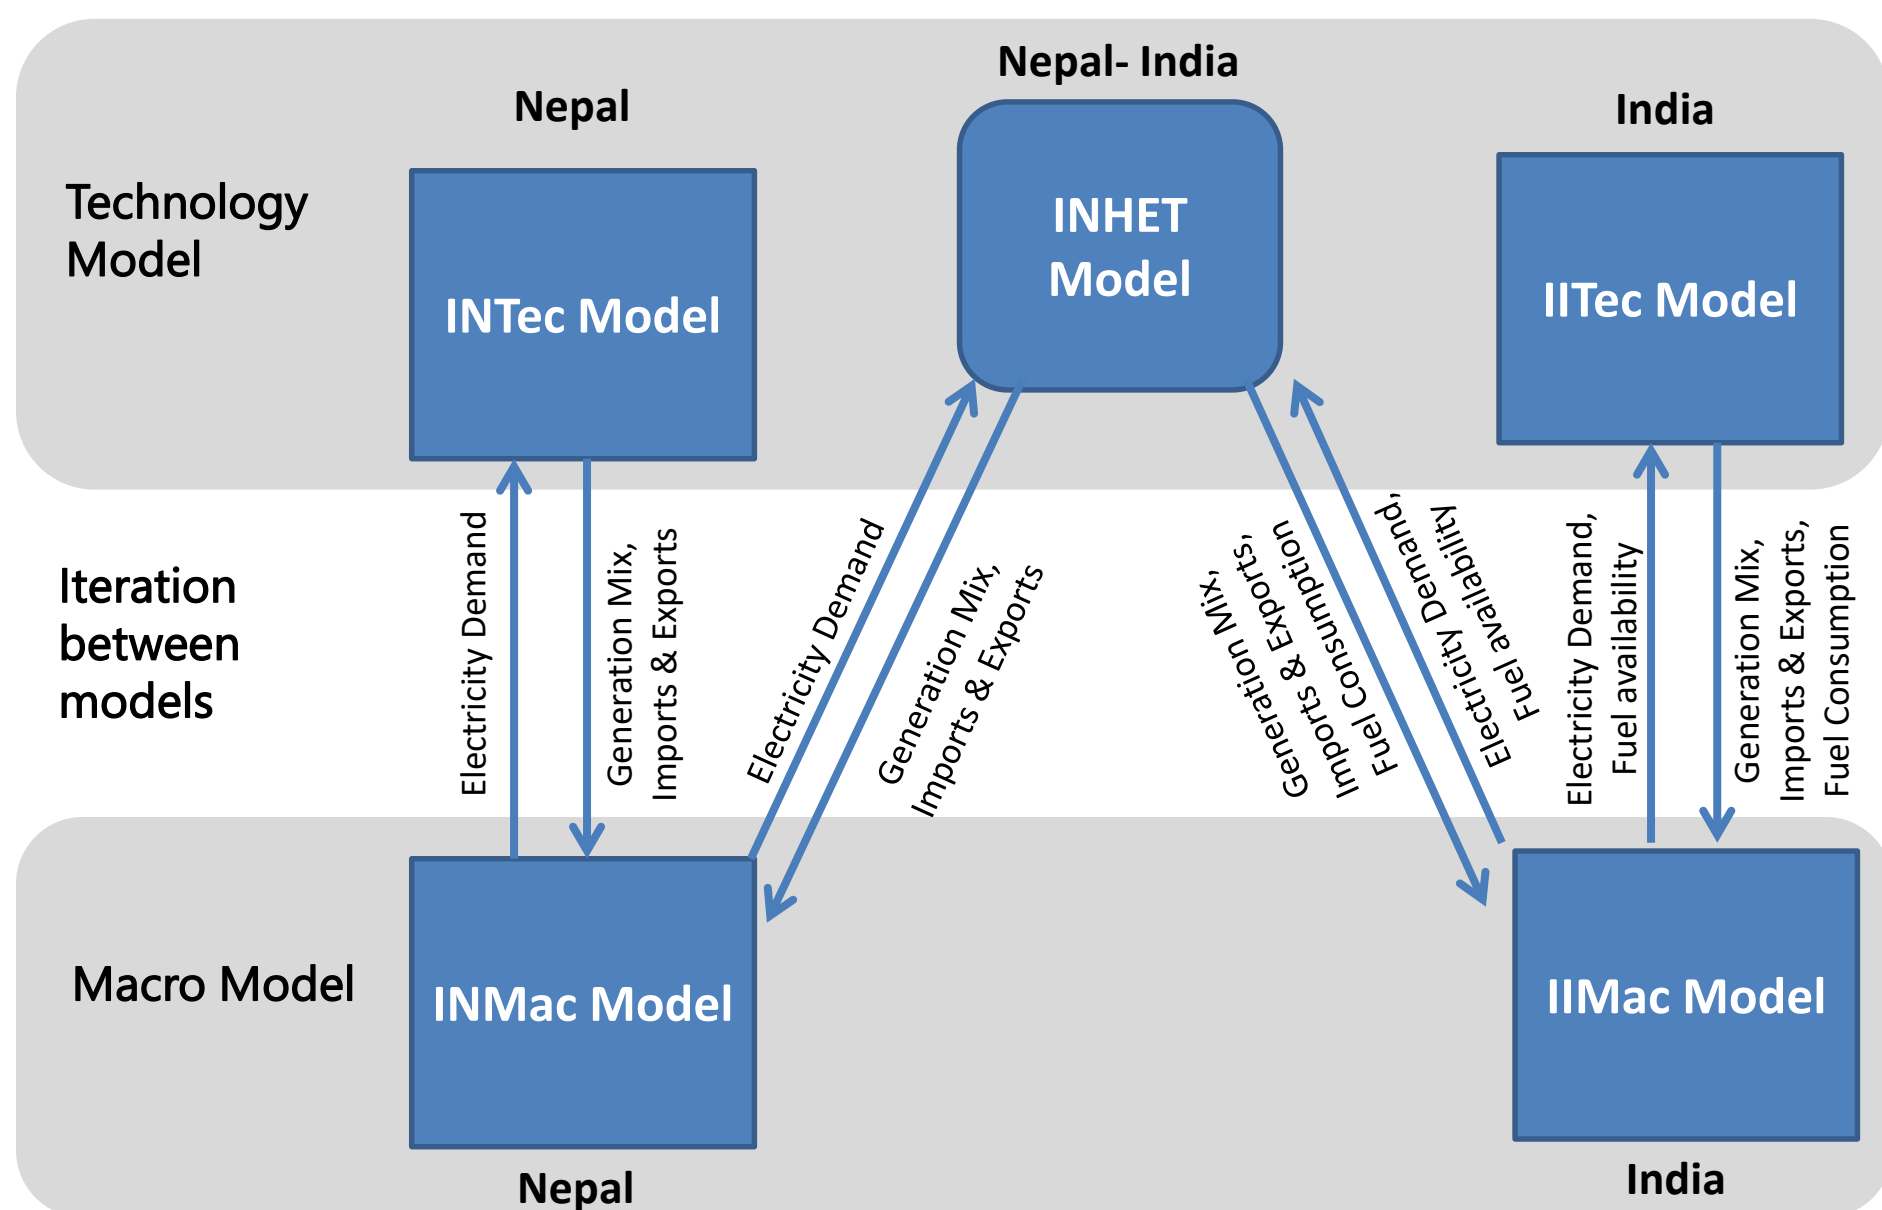 Nepal- India
Nepal
India
Technology
Model
INTec Model
INHET
Model
IITec Model
Iteration
between
models
Electricity Demand
Generation Mix,
Imports & Exports
Electricity Demand
Generation Mix,
Imports & Exports
Generation Mix,
Imports & Exports,
Fuel Consumption
Electricity Demand,
Fuel availability
Electricity Demand,
Fuel availability
Generation Mix,
Imports & Exports,
Fuel Consumption
Macro Model
INMac Model
IIMac Model
Nepal
India